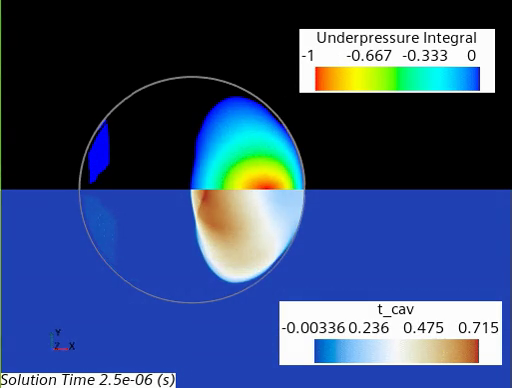 Underpressure Integral
-1 -0.667 -0.333 0
t_cav
-0.00336 0.236 0.475 0.715
Y
Z X
Solution Time 2.5e-06 (s)